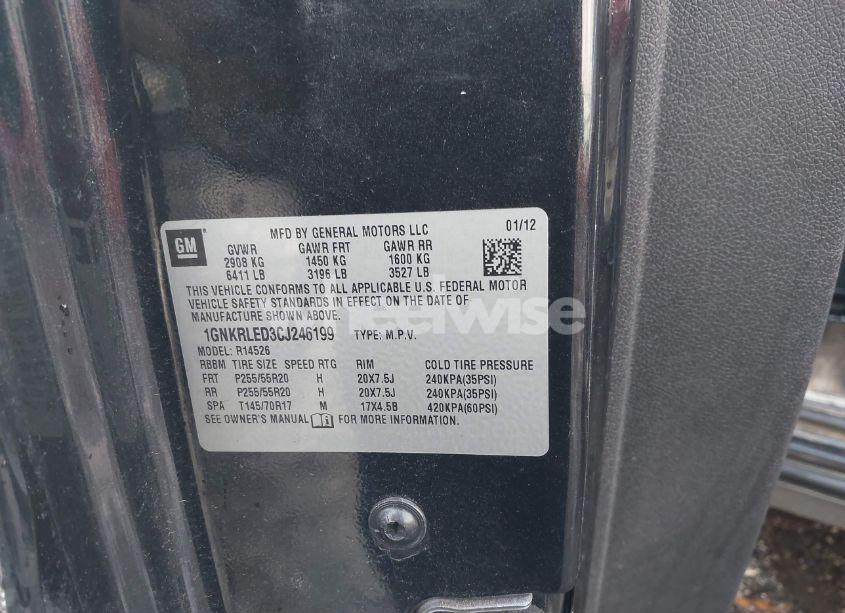 GM
MFD BY GENERAL MOTORS LLC 01/12
GVWR GAWR FRT GAWR RR
2908 KG 1450 KG 1600 KG
6411 LB 3196 LB 3527 LB
THIS VEHICLE CONFORMS TO ALL APPLICABLE U.S. FEDERAL MOTOR
VEHICLE SAFETY STANDARDS IN EFFECT ON THE DATE OF
MANUFACTURE SHOWN ABOVE.
1GNKRLED3CJ246199 TYPE: M.P.V.
MODEL: R14526
RBBM TIRE SIZE SPEED RTG RIM COLD TIRE PRESSURE
FRT P255/55R20 H 20X7.5J 240KPA(35PSI)
RR P255/55R20 H 20X7.5J 240KPA(35PSI)
SPA T145/70R17 M 17X4.5B 420KPA(60PSI)
SEE OWNER'S MANUAL FOR MORE INFORMATION.